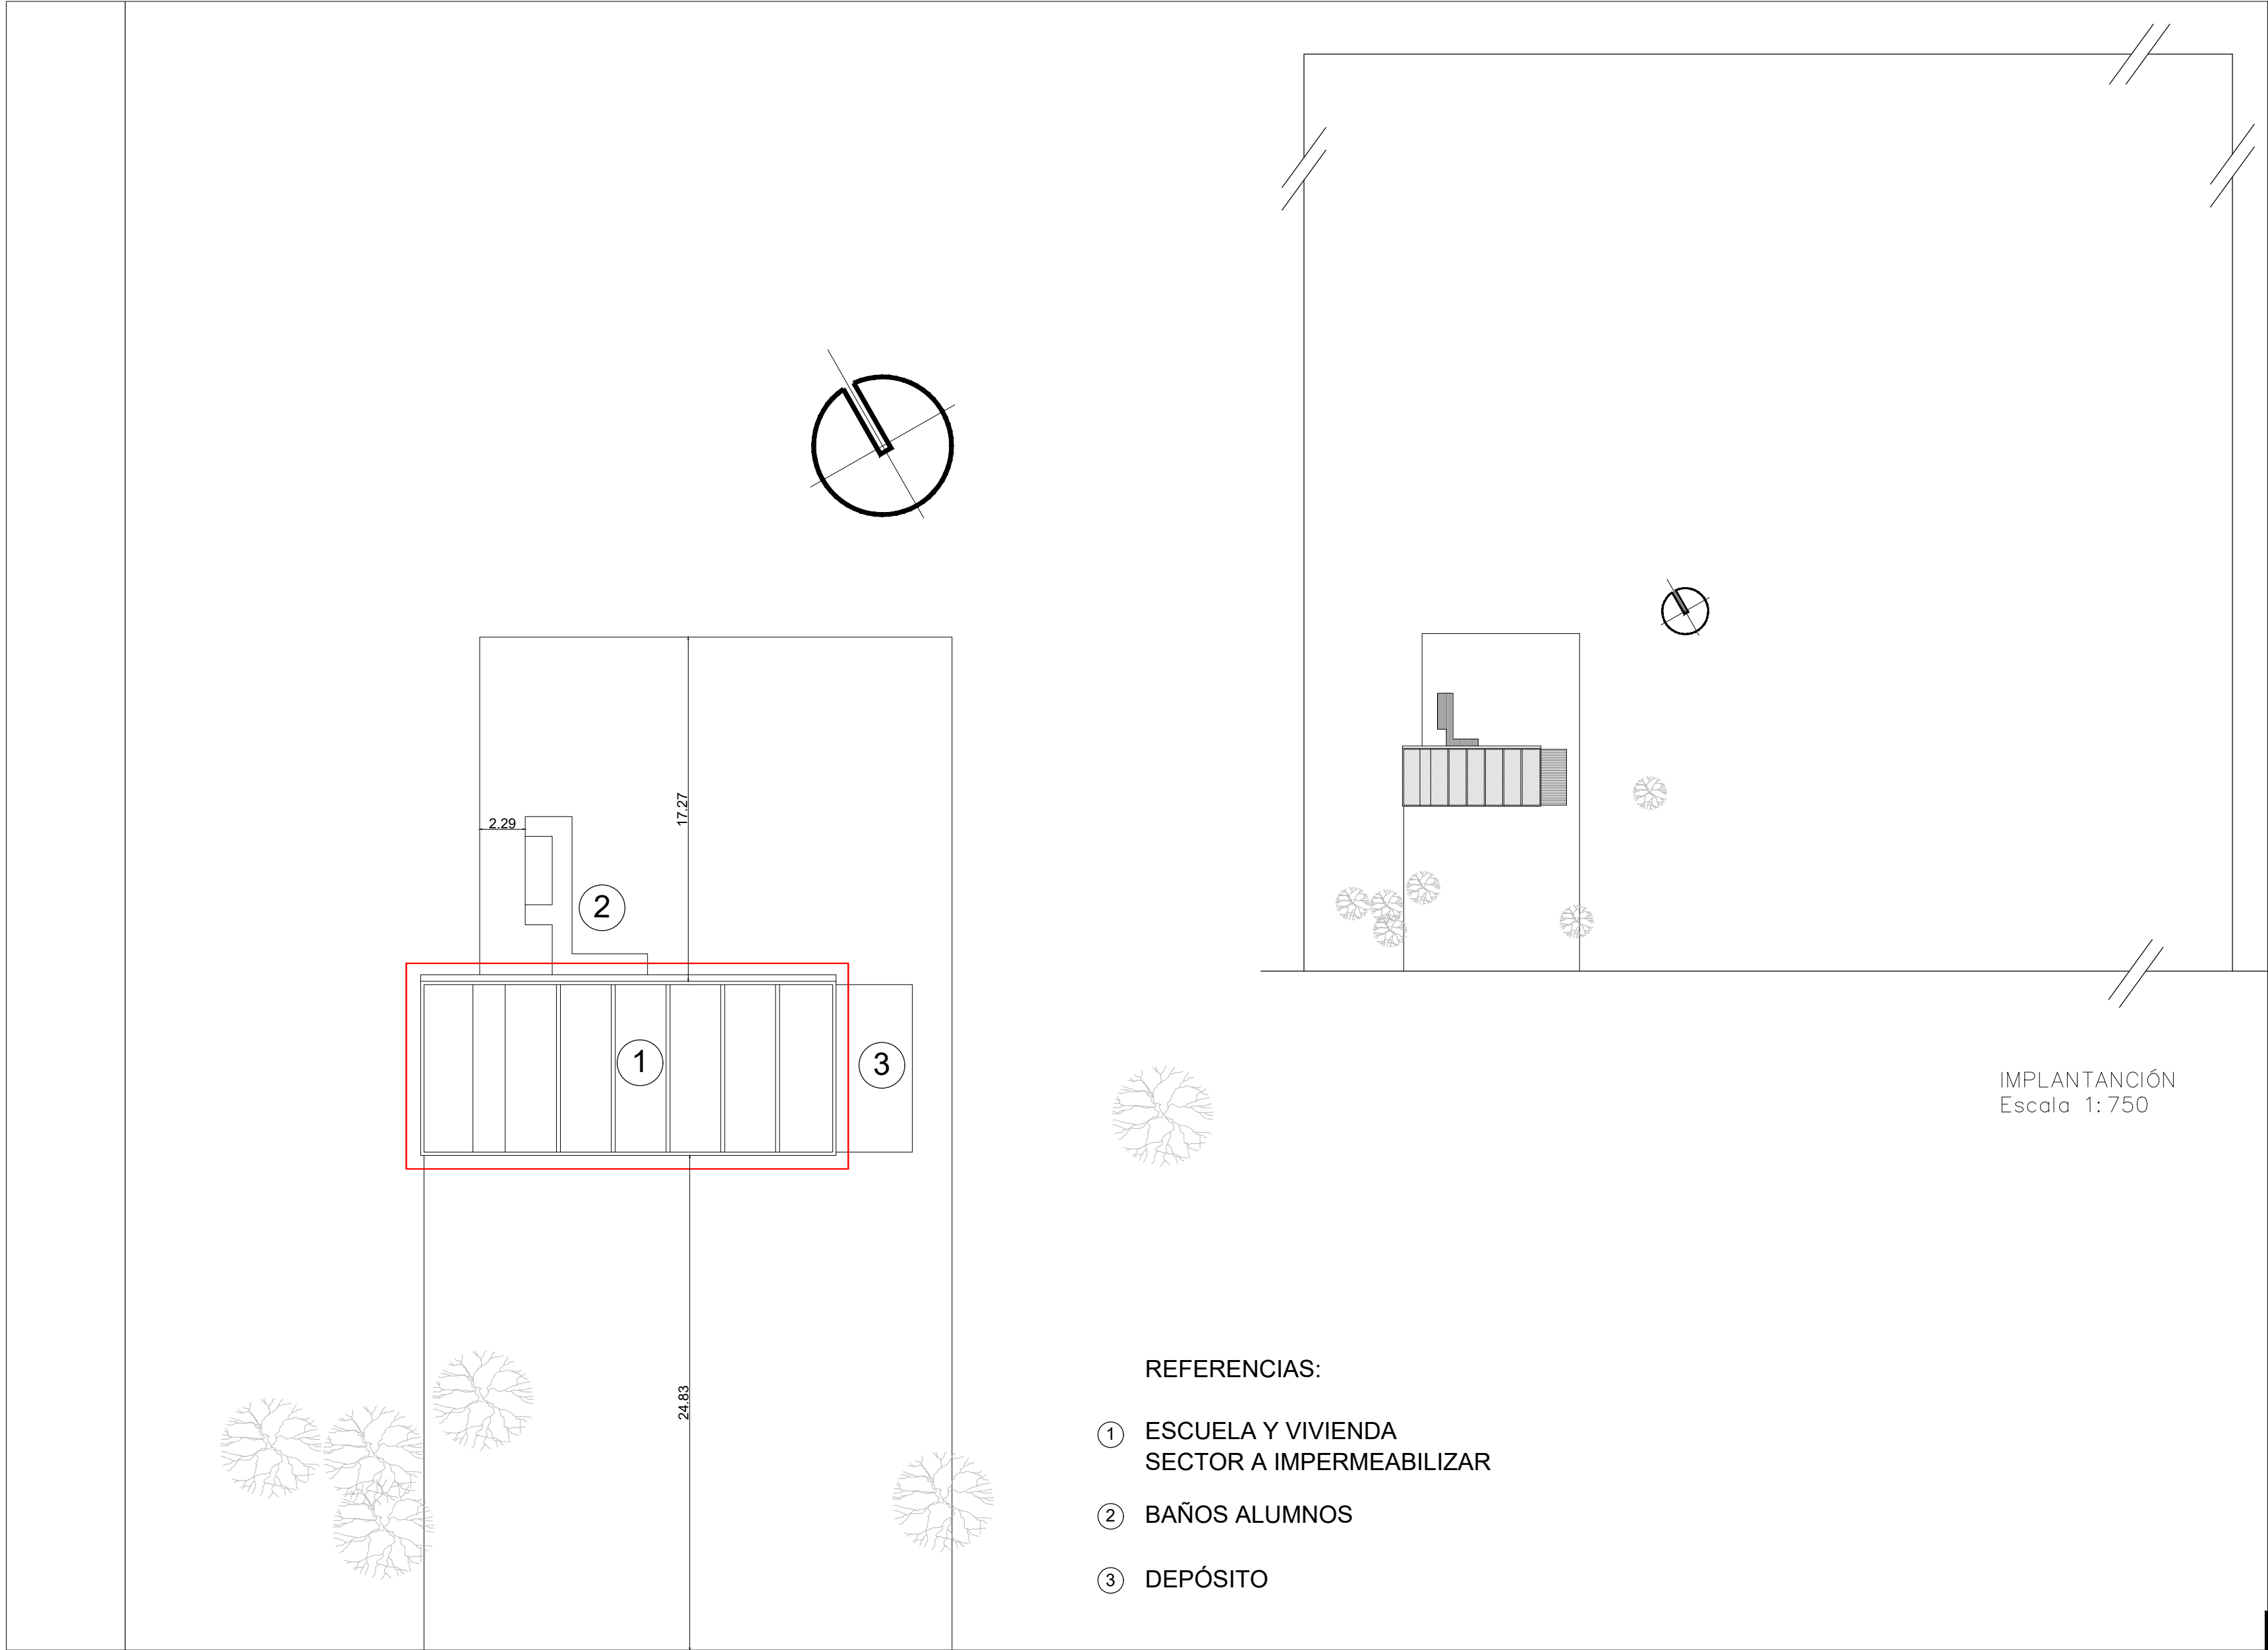 2.29
17.27
2
1
3
24.83
IMPLANTANCIÓN
Escala 1:750
REFERENCIAS:
1 ESCUELA Y VIVIENDA
SECTOR A IMPERMEABILIZAR
2 BAÑOS ALUMNOS
3 DEPÓSITO